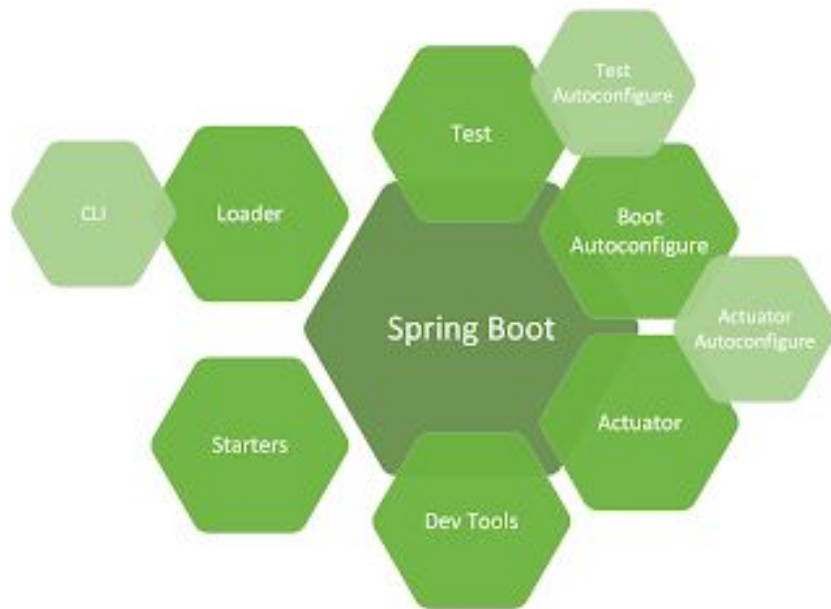 Test
Autoconfigure
Test
CLI
Loader
Boot
Autoconfigure
Spring Boot
Actuator
Autoconfigure
Starters
Actuator
Dev Tools